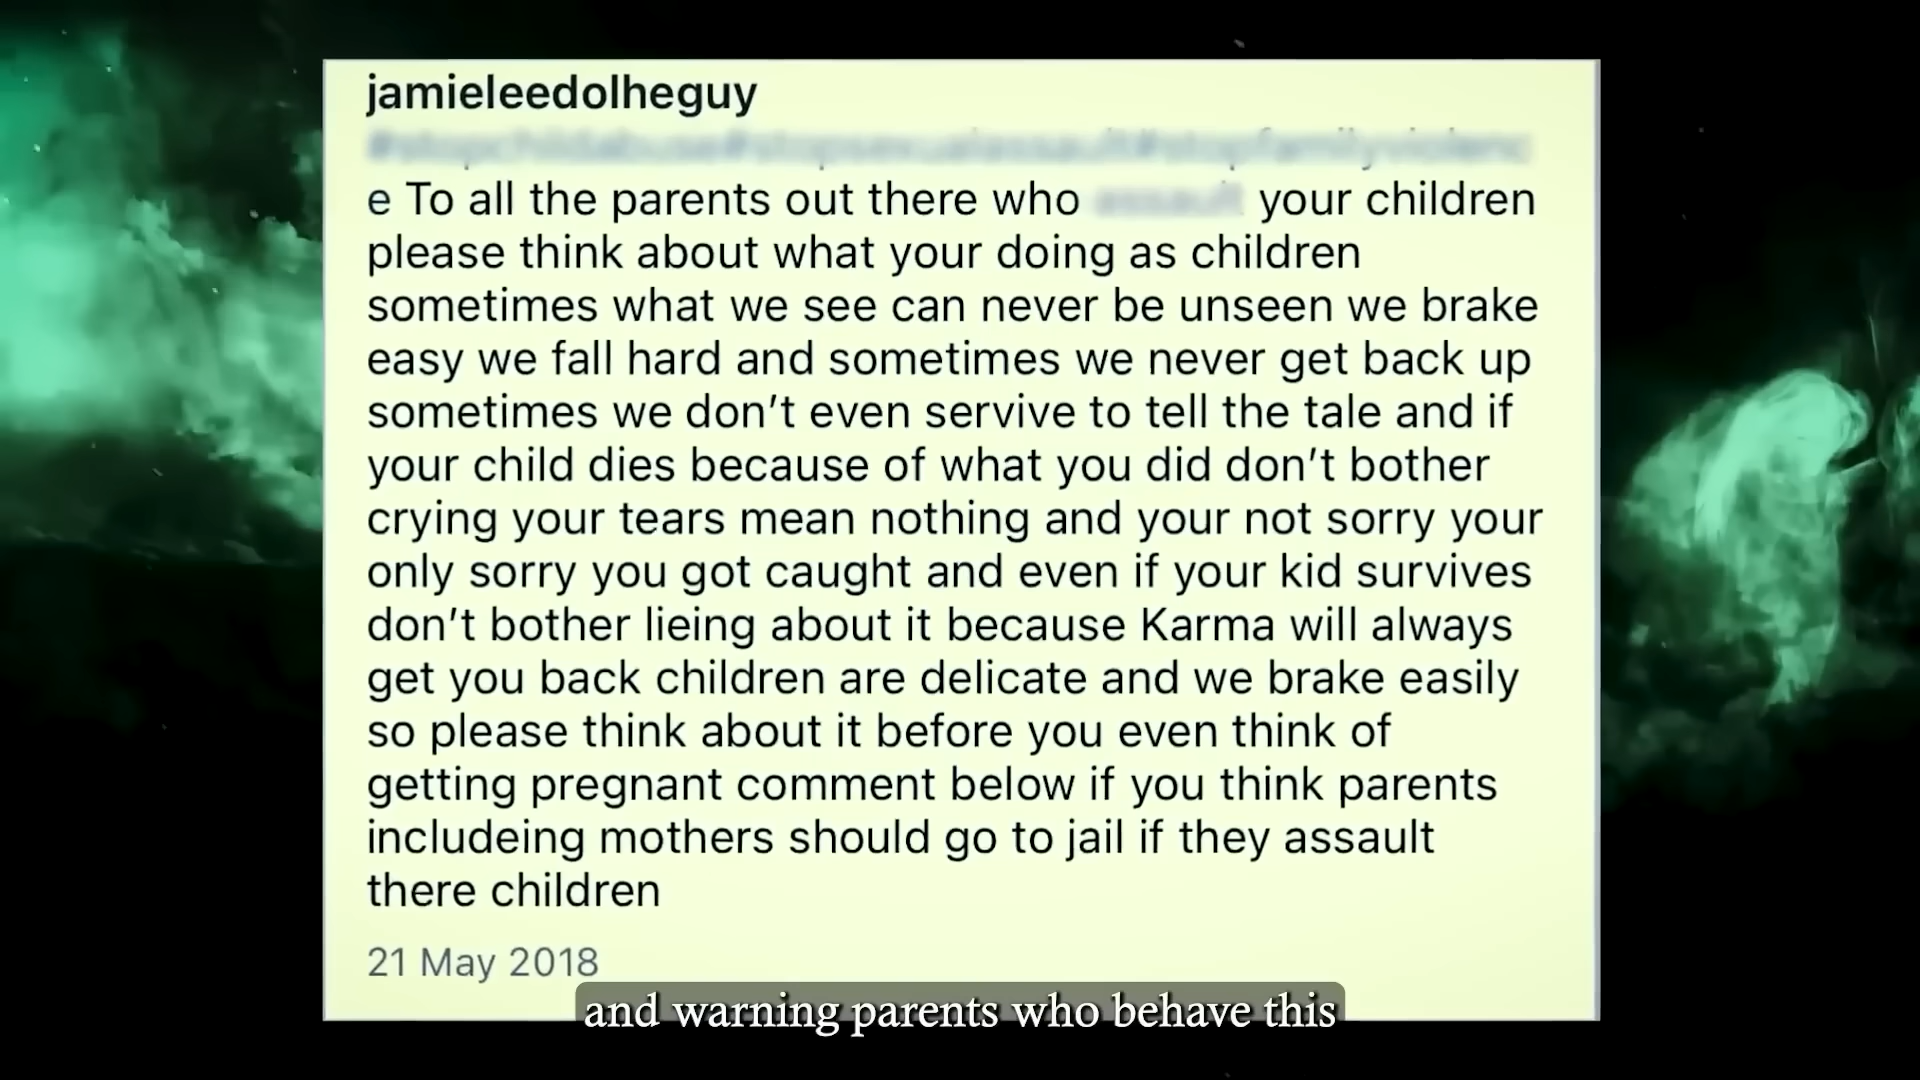 jamieleedolheguy
e To all the parents out there who your children
please think about what your doing as children
sometimes what we see can never be unseen we brake
easy we fall hard and sometimes we never get back up
sometimes we don't even servive to tell the tale and if
your child dies because of what you did don't bother
crying your tears mean nothing and your not sorry your
only sorry you got caught and even if your kid survives
don't bother lieing about it because Karma will always
get you back children are delicate and we brake easily
so please think about it before you even think of
getting pregnant comment below if you think parents
includeing mothers should go to jail if they assault
there children
21 May 2018
and warning parents who behave this